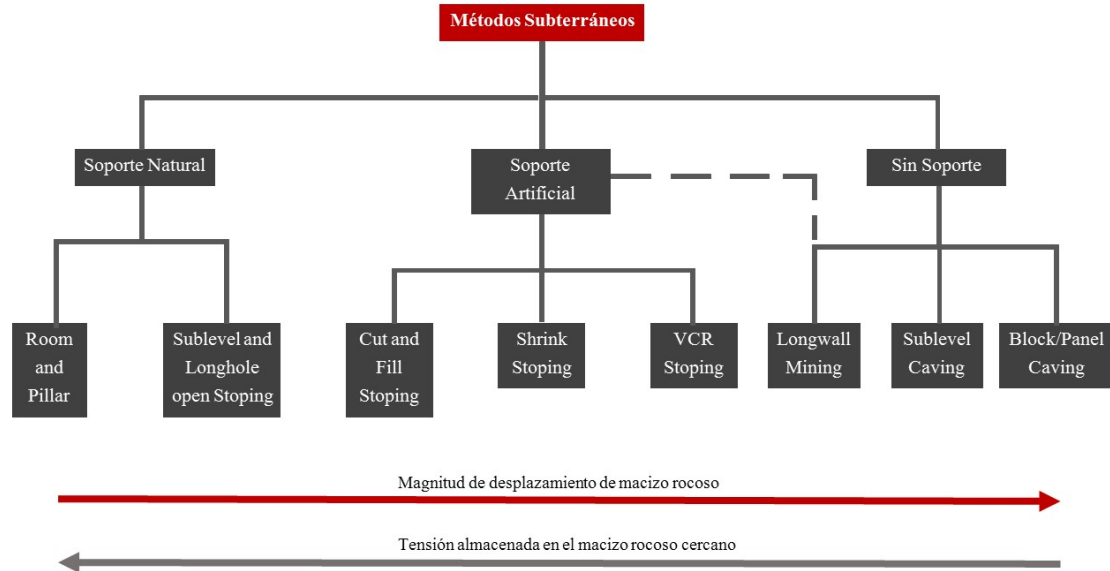 Métodos Subterráneos
Soporte Natural
Soporte
Artificial
Sin Soporte
Room
and
Pillar
Sublevel and
Longhole
open Stoping
Cut and
Fill
Stoping
Shrink
Stoping
VCR
Stoping
Longwall
Mining
Sublevel
Caving
Block/Panel
Caving
Magnitud de desplazamiento de macizo rocoso
Tensión almacenada en el macizo rocoso cercano